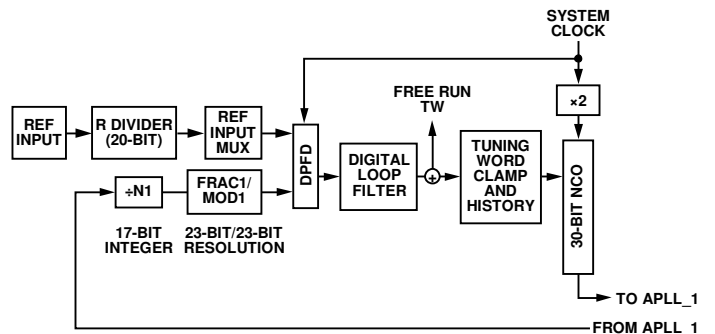 SYSTEM
CLOCK
×2
FREE RUN
TW
REF
INPUT
R DIVIDER
(20-BIT)
REF
INPUT
MUX
DPFD
DIGITAL
LOOP
FILTER
+
TUNING
WORD
CLAMP
AND
HISTORY
30-BIT NCO
÷N1
FRAC1/
MOD1
17-BIT
INTEGER
23-BIT/23-BIT
RESOLUTION
TO APLL_1
FROM APLL_1